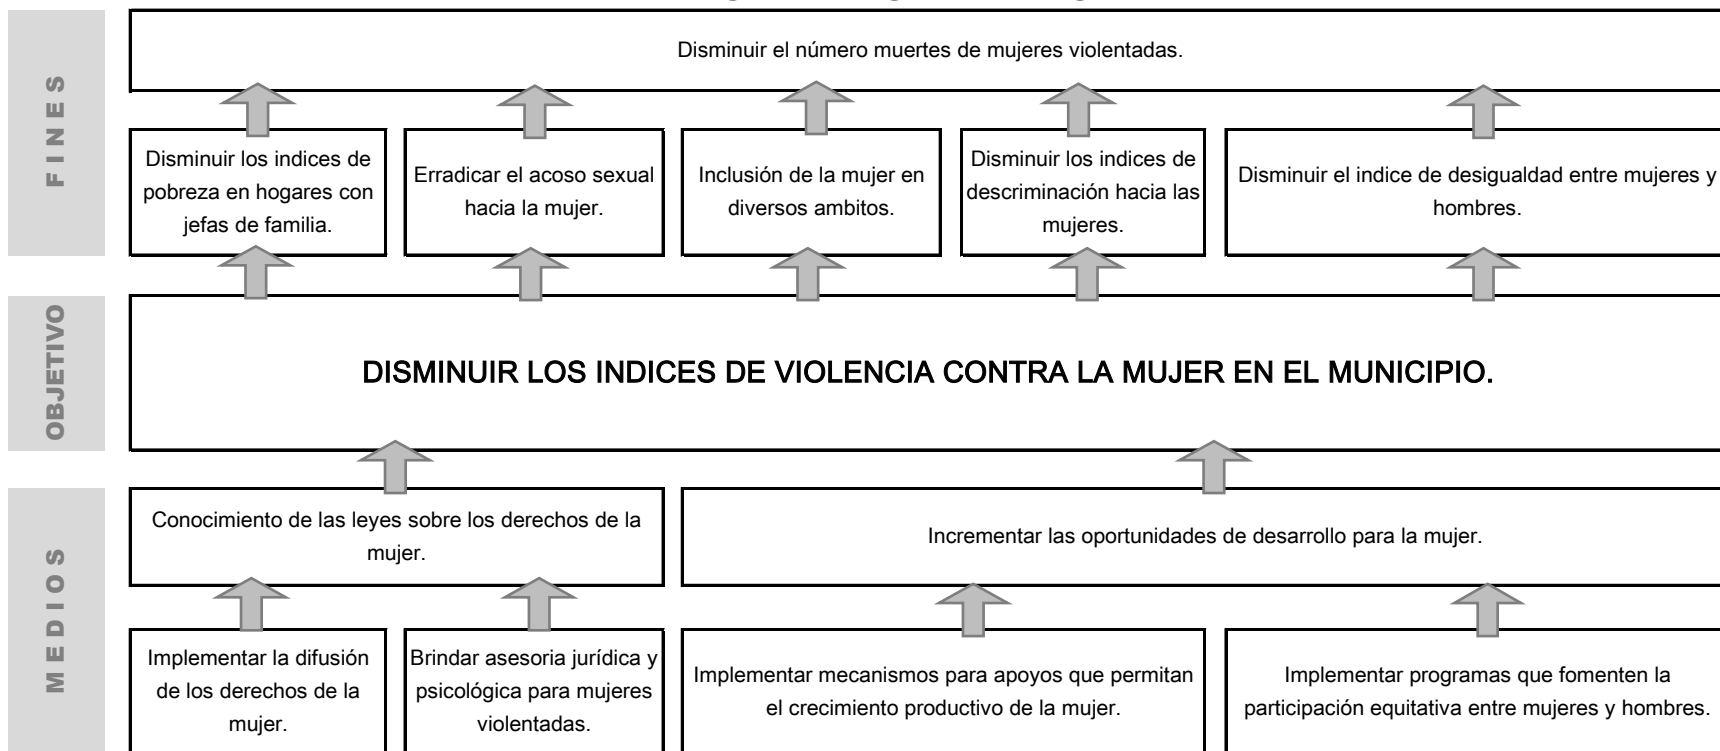 FINES
Disminuir el número muertes de mujeres violentadas.
Disminuir los indices de
pobreza en hogares con
jefas de familia.
Erradicar el acoso sexual
hacia la mujer.
Inclusión de la mujer en
diversos ambitos.
Disminuir los indices de
descriminación hacia las
mujeres.
Disminuir el indice de desigualdad entre mujeres y
hombres.
OBJETIVO
DISMINUIR LOS INDICES DE VIOLENCIA CONTRA LA MUJER EN EL MUNICIPIO.
MEDIOS
Conocimiento de las leyes sobre los derechos de la
mujer.
Incrementar las oportunidades de desarrollo para la mujer.
Implementar la difusión
de los derechos de la
mujer.
Brindar asesoria jurídica y
psicológica para mujeres
violentadas.
Implementar mecanismos para apoyos que permitan
el crecimiento productivo de la mujer.
Implementar programas que fomenten la
participación equitativa entre mujeres y hombres.